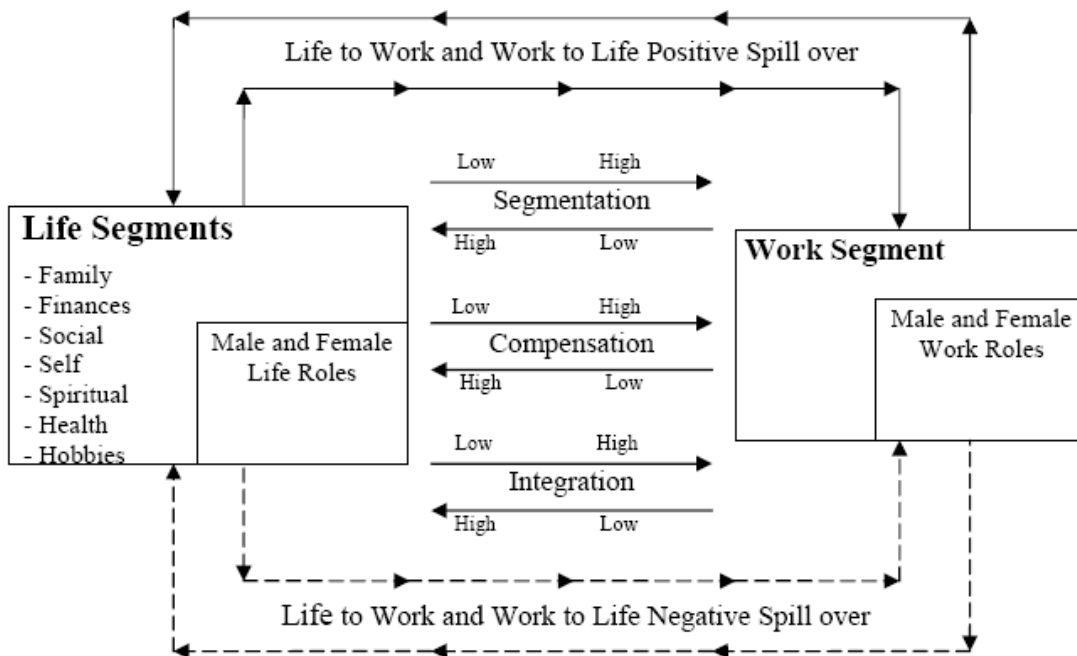 Life to Work and Work to Life Positive Spill over
Low High
Segmentation
High Low
Life Segments
- Family
- Finances
- Social
- Self
- Spiritual
- Health
- Hobbies
Male and Female
Life Roles
Low High
Compensation
High Low
Low High
Integration
High Low
Work Segment
Male and Female
Work Roles
Life to Work and Work to Life Negative Spill over